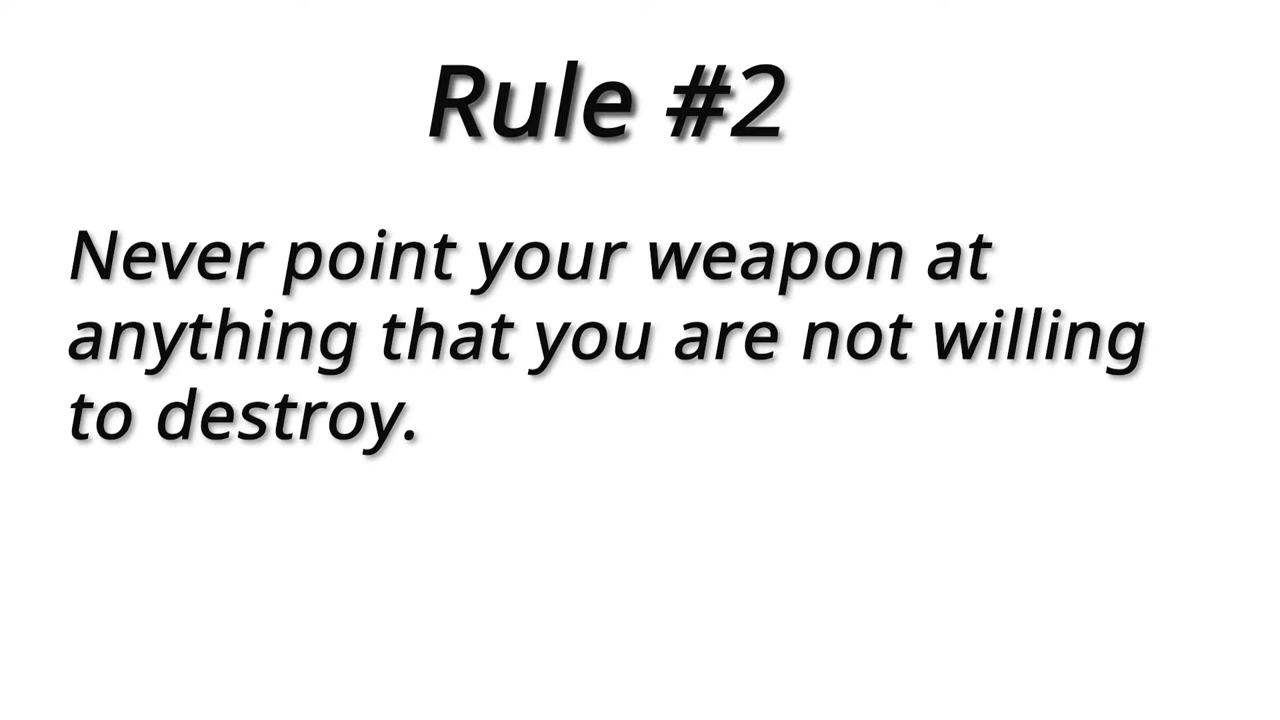 Rule #2
Never point your weapon at
anything that you are not willing
to destroy.